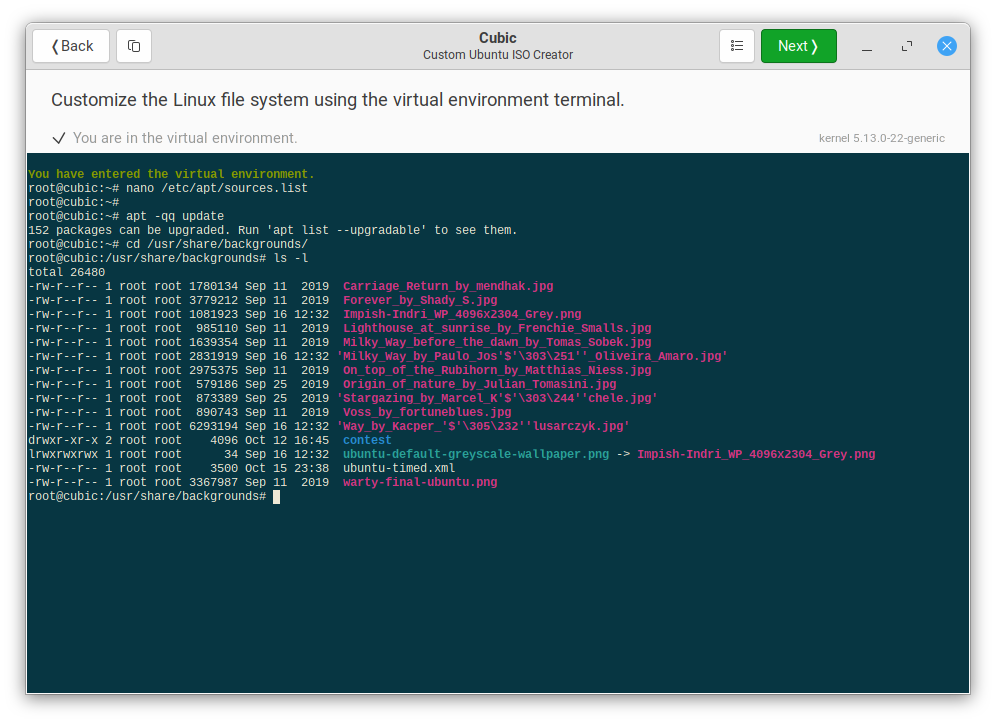 ❬Back
Cubic
Custom Ubuntu ISO Creator
Next❭
Customize the Linux file system using the virtual environment terminal.
You are in the virtual environment.
kernel 5.13.0-22-generic
You have entered the virtual environment.
root@cubic:~# nano /etc/apt/sources.list
root@cubic:~#
root@cubic:~# apt -qq update
152 packages can be upgraded. Run 'apt list --upgradable' to see them.
root@cubic:~# cd /usr/share/backgrounds/
root@cubic:/usr/share/backgrounds# ls -l
total 26480
-rw-r--r-- 1 root root 1780134 Sep 11  2019  Carriage_Return_by_mendhak.jpg
-rw-r--r-- 1 root root 3779212 Sep 11  2019  Forever_by_Shady_S.jpg
-rw-r--r-- 1 root root 1081923 Sep 16 12:32  Impish-Indri_WP_4096x2304_Grey.png
-rw-r--r-- 1 root root  985110 Sep 11  2019  Lighthouse_at_sunrise_by_Frenchie_Smalls.jpg
-rw-r--r-- 1 root root 1639354 Sep 11  2019  Milky_Way_before_the_dawn_by_Tomas_Sobek.jpg
-rw-r--r-- 1 root root 2831919 Sep 16 12:32 'Milky_Way_by_Paulo_Jos'$'\303\251''_Oliveira_Amaro.jpg'
-rw-r--r-- 1 root root 2975375 Sep 11  2019  On_top_of_the_Rubihorn_by_Matthias_Niess.jpg
-rw-r--r-- 1 root root  579186 Sep 25  2019  Origin_of_nature_by_Julian_Tomasini.jpg
-rw-r--r-- 1 root root  873389 Sep 25  2019 'Stargazing_by_Marcel_K'$'\303\244''chele.jpg'
-rw-r--r-- 1 root root  890743 Sep 11  2019  Voss_by_fortuneblues.jpg
-rw-r--r-- 1 root root 6293194 Sep 16 12:32 'Way_by_Kacper_'$'\305\232''lusarczyk.jpg'
drwxr-xr-x 2 root root    4096 Oct 12 16:45  contest
lrwxrwxrwx 1 root root      34 Sep 16 12:32  ubuntu-default-greyscale-wallpaper.png -> Impish-Indri_WP_4096x2304_Grey.png
-rw-r--r-- 1 root root    3500 Oct 15 23:38  ubuntu-timed.xml
-rw-r--r-- 1 root root 3367987 Sep 11  2019  warty-final-ubuntu.png
root@cubic:/usr/share/backgrounds#